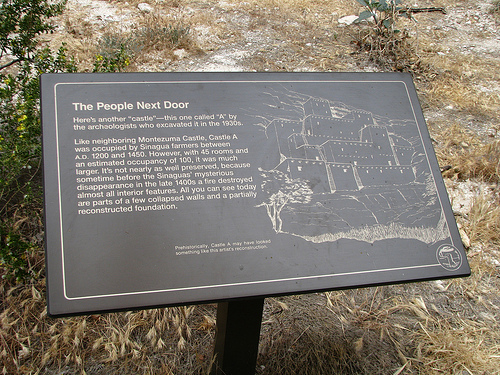 The People Next Door
Here's another "castle"—this one called "A" by
the archeologists who excavated it in the 1930s.
Like neighboring Montezuma Castle, Castle A
was occupied by Sinagua farmers between
A.D. 1200 and 1450. However, with 45 rooms and
an estimated occupancy of 100, it was much
larger. It's not nearly as well preserved, because
sometime before the Sinaguas' mysterious
disappearance in the late 1400s a fire destroyed
almost all interior features. All you can see today
are parts of a few collapsed walls and a partially
reconstructed foundation.
Prehistorically, Castle A may have looked
something like this artist's reconstruction.